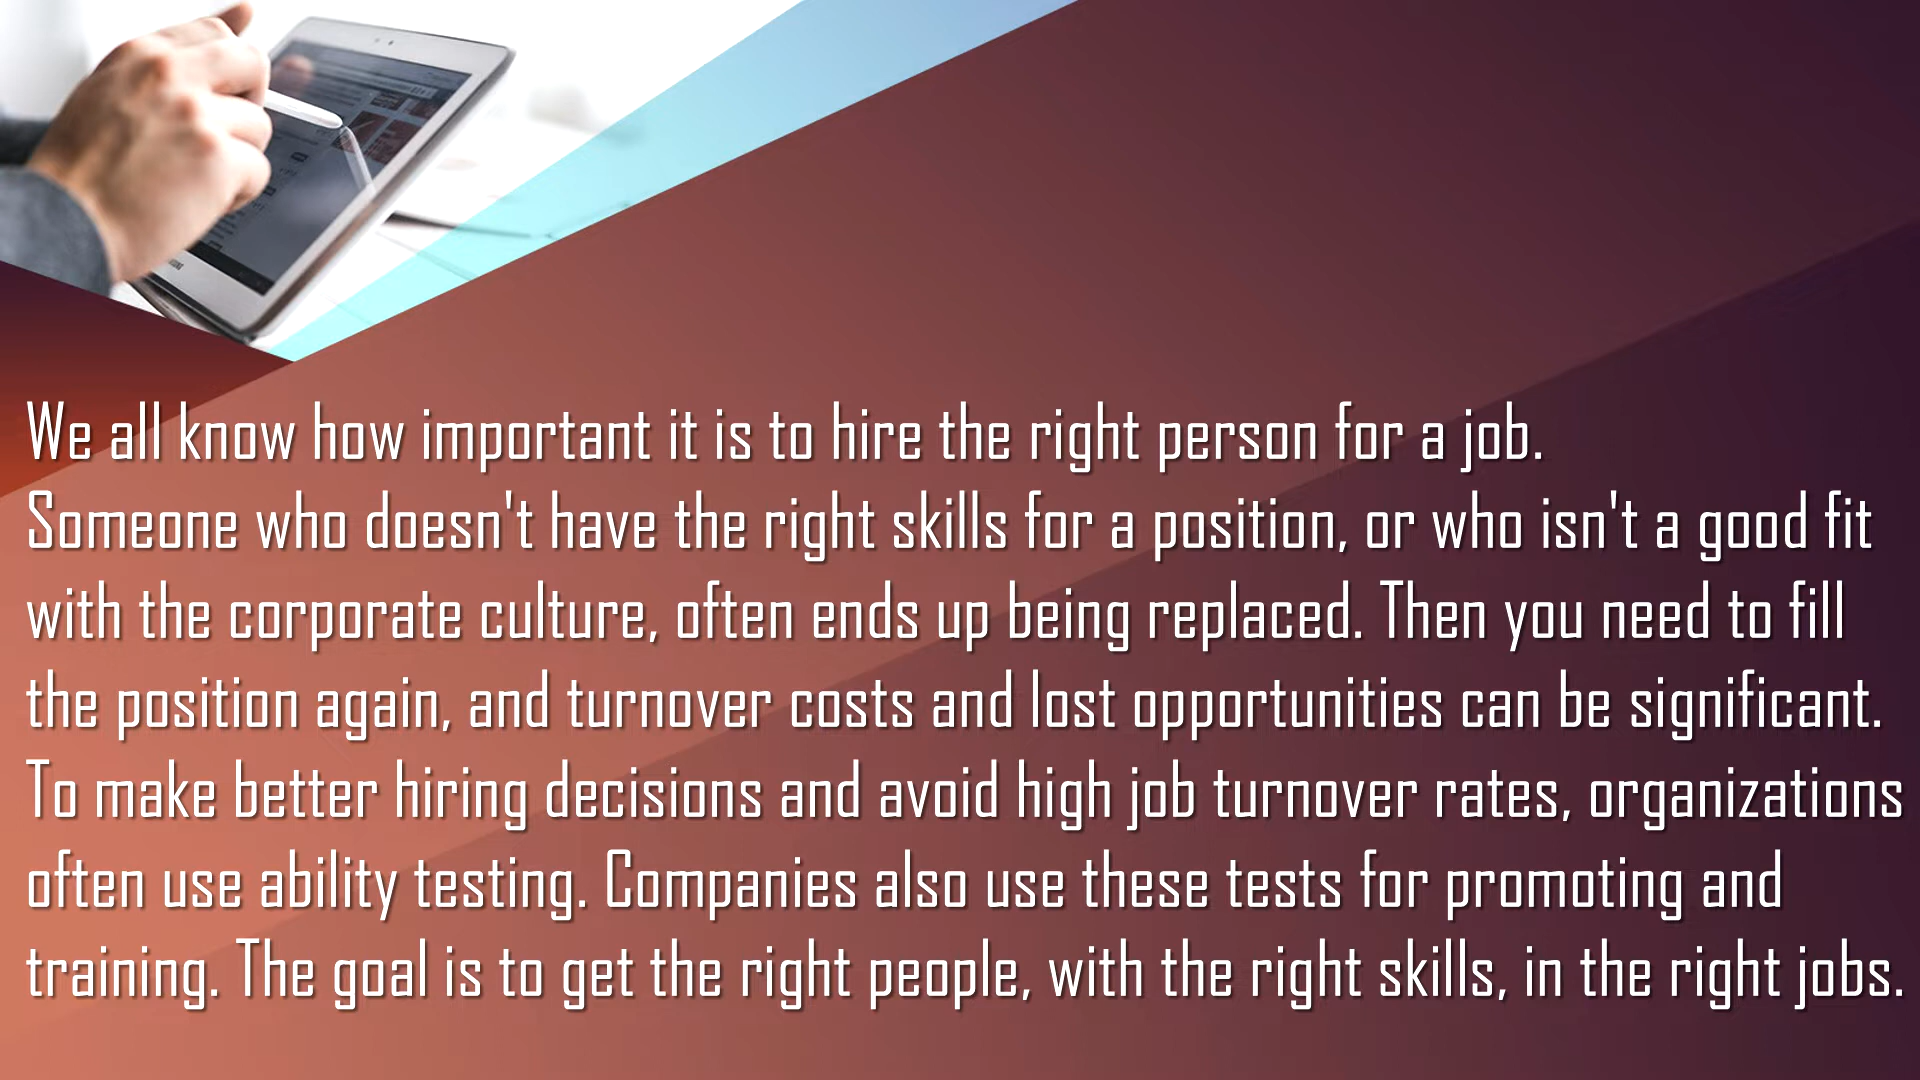 We all know how important it is to hire the right person for a job.
Someone who doesn't have the right skills for a position, or who isn't a good fit
with the corporate culture, often ends up being replaced. Then you need to fill
the position again, and turnover costs and lost opportunities can be significant.
To make better hiring decisions and avoid high job turnover rates, organizations
often use ability testing. Companies also use these tests for promoting and
training. The goal is to get the right people, with the right skills, in the right jobs.